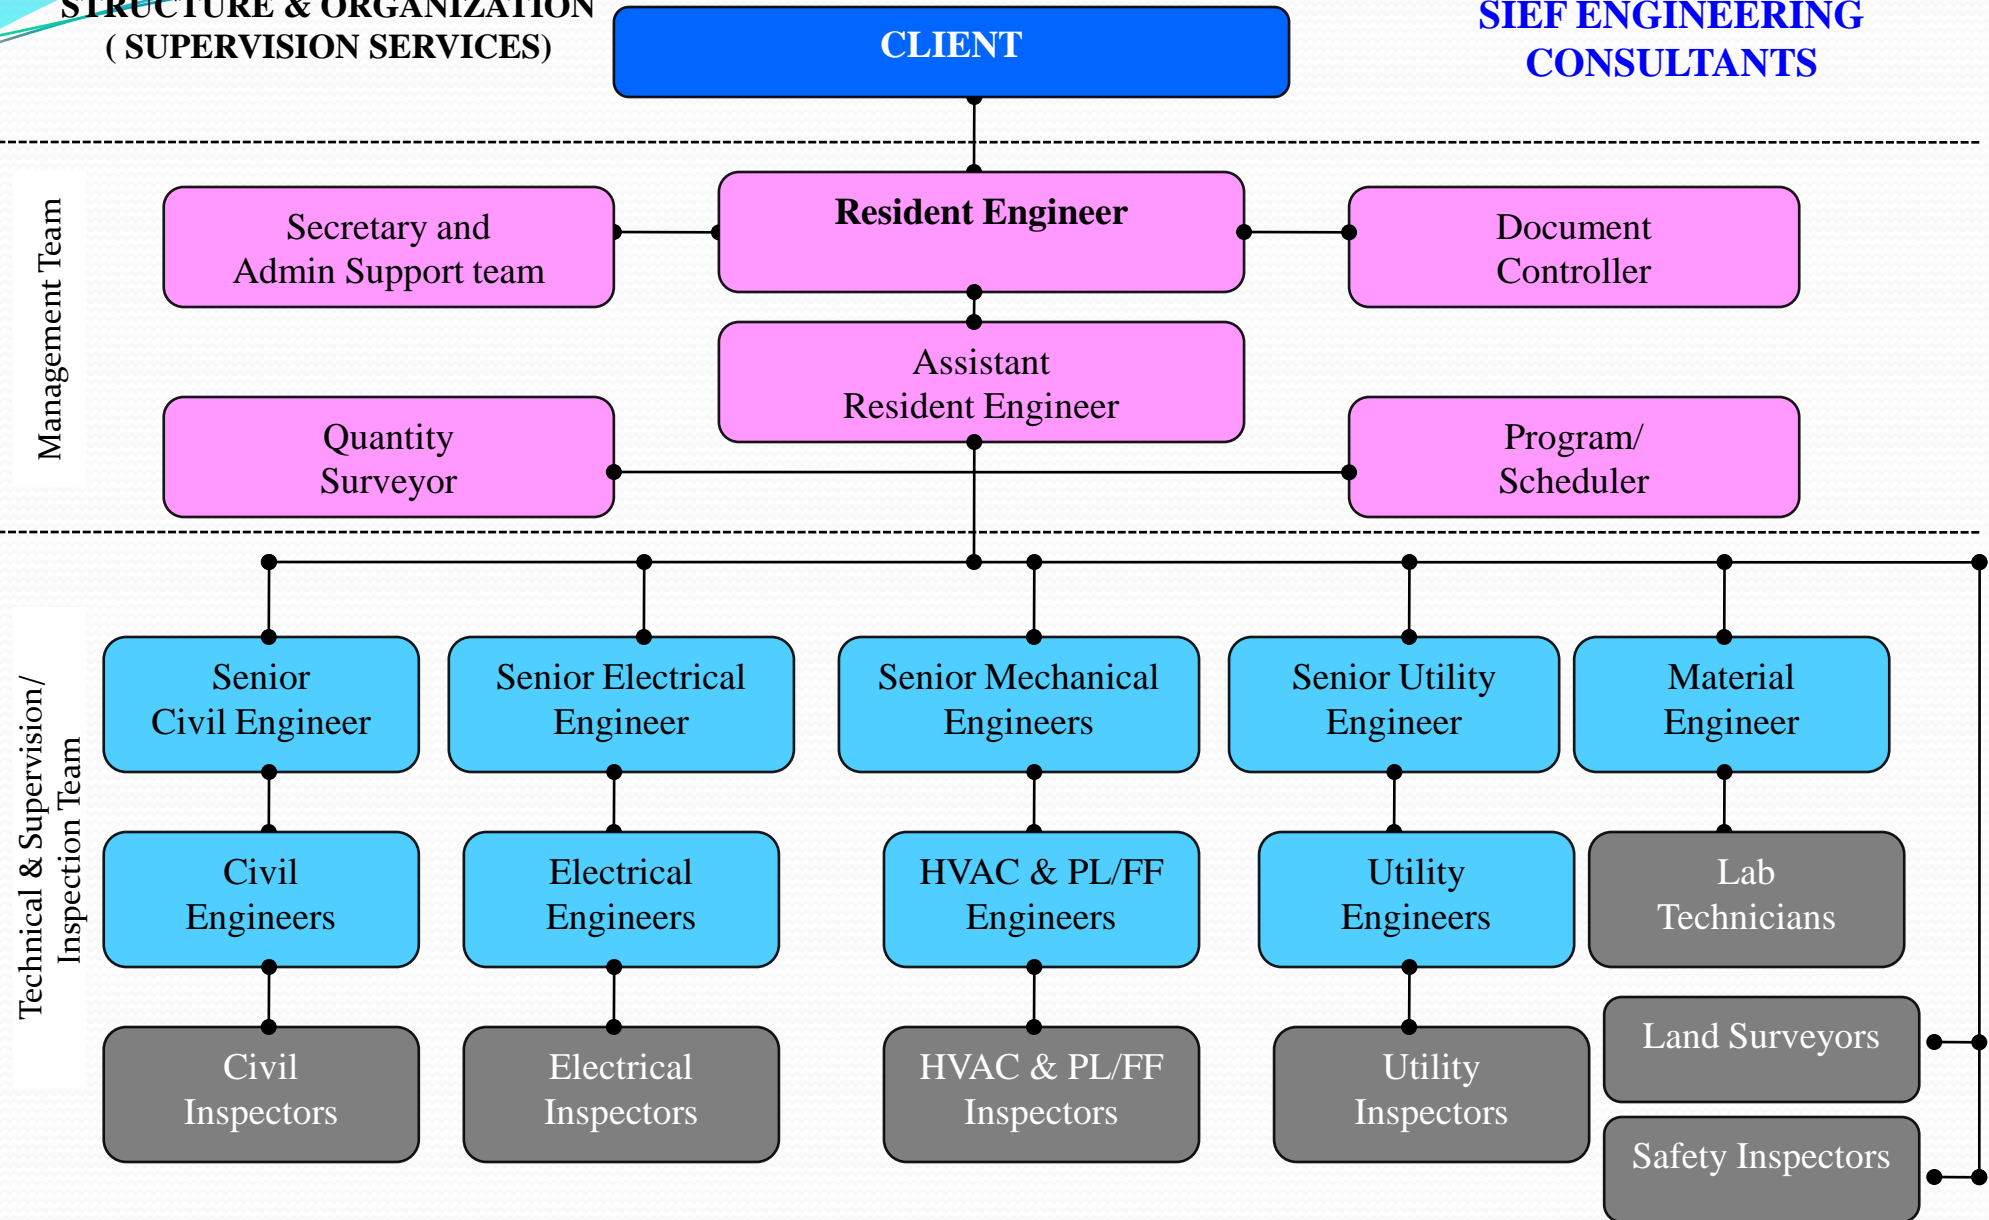 STRUCTURE & ORGANIZATION
( SUPERVISION SERVICES)
CLIENT
SIEF ENGINEERING
CONSULTANTS
Management Team
Secretary and
Admin Support team
Resident Engineer
Document
Controller
Assistant
Resident Engineer
Quantity
Surveyor
Program/
Scheduler
Technical & Supervision/
Inspection Team
Senior
Civil Engineer
Senior Electrical
Engineer
Senior Mechanical
Engineers
Senior Utility
Engineer
Material
Engineer
Civil
Engineers
Electrical
Engineers
HVAC & PL/FF
Engineers
Utility
Engineers
Lab
Technicians
Civil
Inspectors
Electrical
Inspectors
HVAC & PL/FF
Inspectors
Utility
Inspectors
Land Surveyors
Safety Inspectors